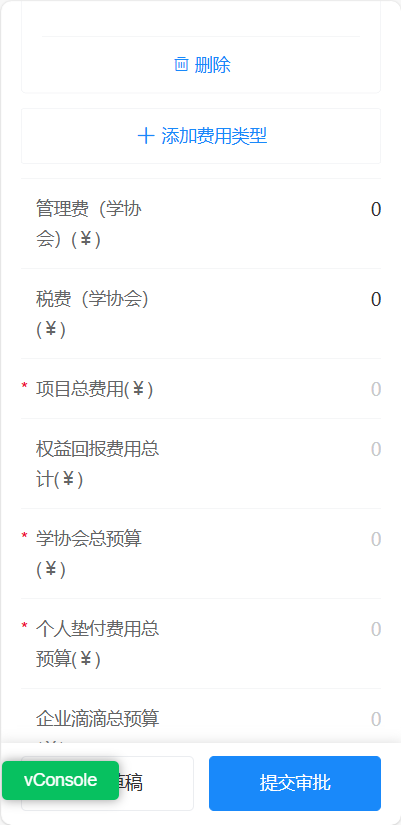 删除
添加费用类型
管理费（学协 0
会）(￥)
税费（学协会） 0
(￥)
* 项目总费用(￥) 0
权益回报费用总 0
计(￥)
* 学协会总预算 0
(￥)
* 个人垫付费用总 0
预算(￥)
企业滴滴总预算 0
vConsole 稿 提交审批